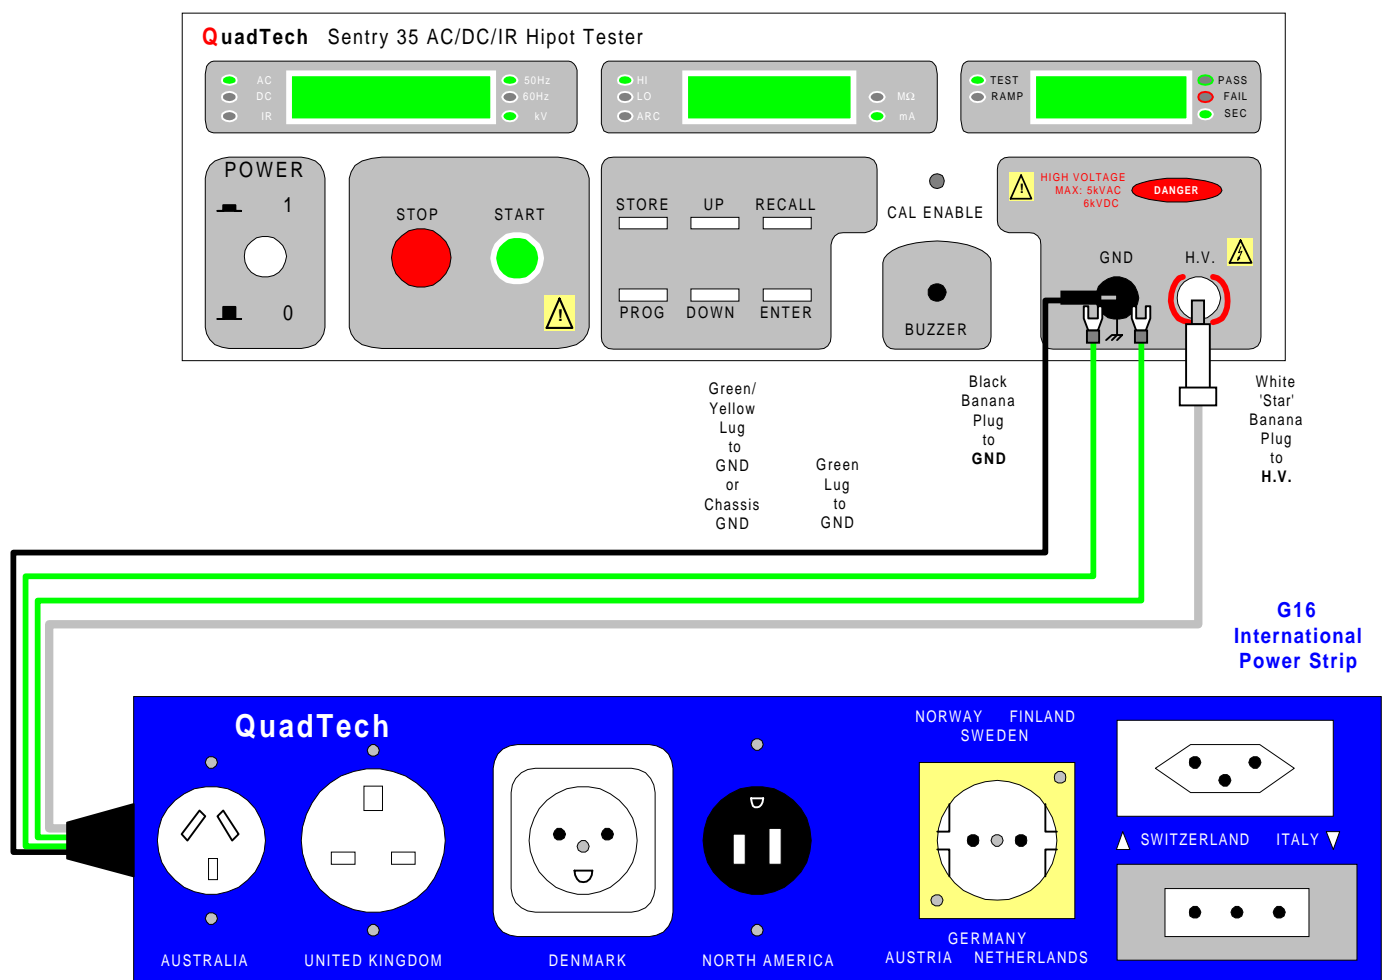 QuadTech Sentry 35 AC/DC/IR Hipot Tester
AC
DC
IR
50Hz
60Hz
kV
HI
LO
ARC
MΩ
mA
TEST
RAMP
PASS
FAIL
SEC
POWER
1
0
STOP
START
STORE UP RECALL
PROG DOWN ENTER
CAL ENABLE
BUZZER
HIGH VOLTAGE
MAX: 5kVAC
6kVDC
DANGER
GND
H.V.
Green/
Yellow
Lug
to
GND
or
Chassis
GND
Green
Lug
to
GND
Black
Banana
Plug
to
GND
White
'Star'
Banana
Plug
to
H.V.
G16
International
Power Strip
QuadTech
AUSTRALIA
UNITED KINGDOM
DENMARK
NORTH AMERICA
NORWAY FINLAND
SWEDEN
GERMANY
AUSTRIA NETHERLANDS
SWITZERLAND ITALY